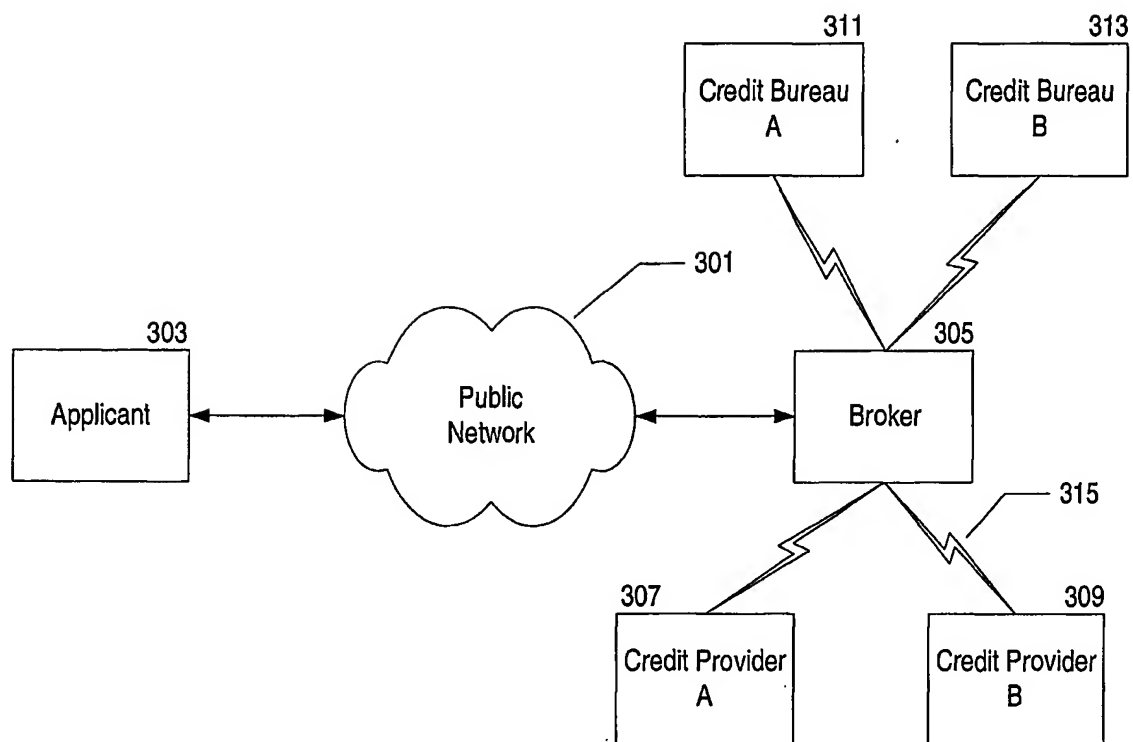 311
Credit Bureau
A
313
Credit Bureau
B
301
303
Applicant
Public
Network
305
Broker
315
307
Credit Provider
A
309
Credit Provider
B